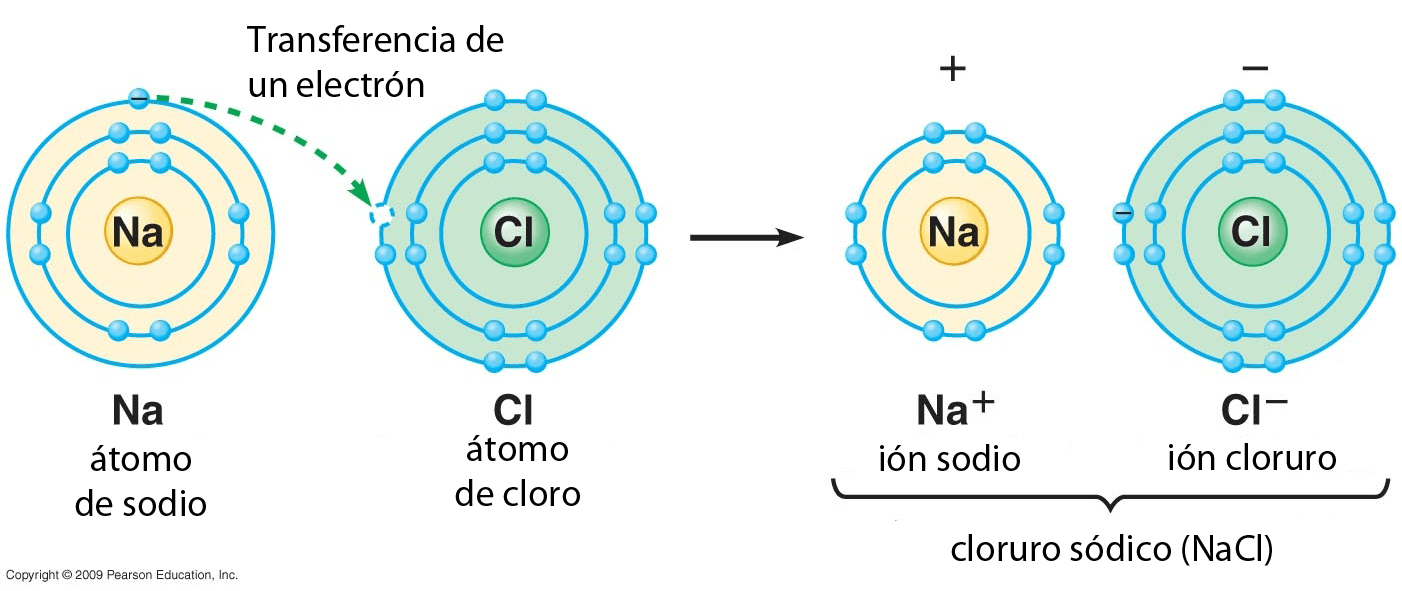 Transferencia de
un electrón
+
−
−
Na
Cl
Na
−
Cl
Na
Cl
Na+
Cl−
átomo
de sodio
átomo
de cloro
ión sodio
ión cloruro
cloruro sódico (NaCl)
Copyright © 2009 Pearson Education, Inc.